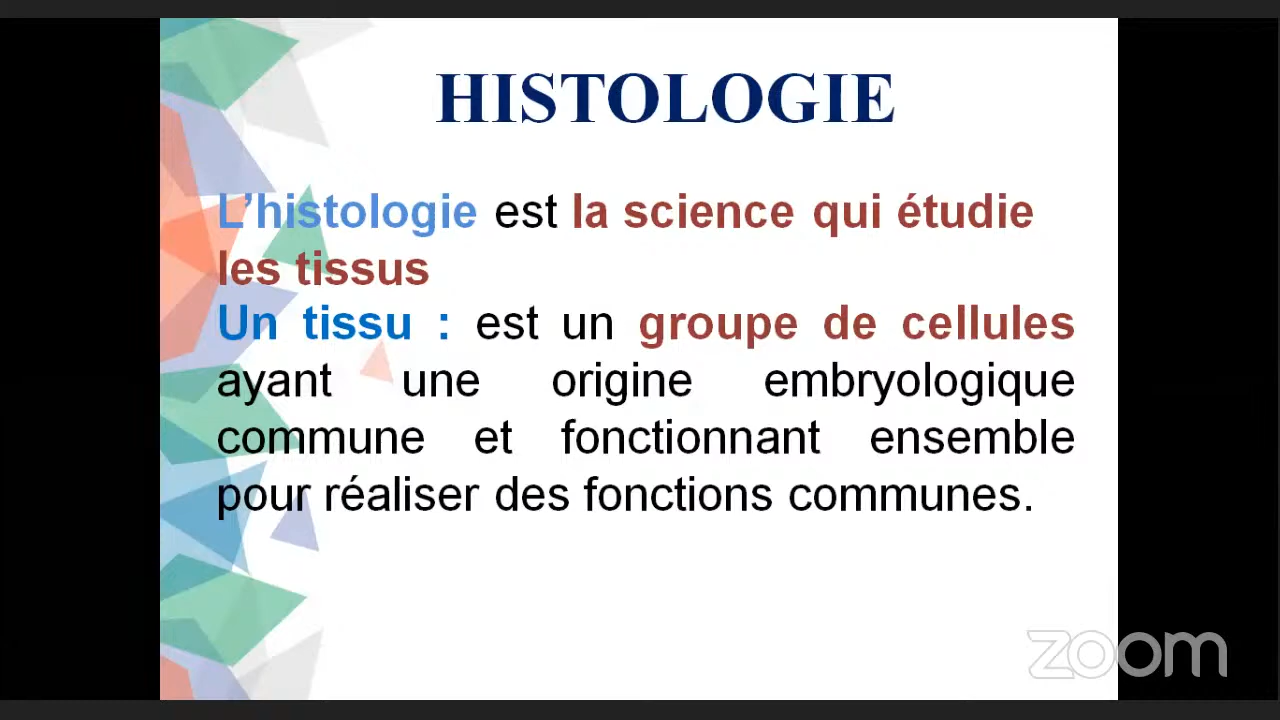 HISTOLOGIE
L’histologie est la science qui étudie
les tissus
Un tissu : est un groupe de cellules
ayant une origine embryologique
commune et fonctionnant ensemble
pour réaliser des fonctions communes.
zoom